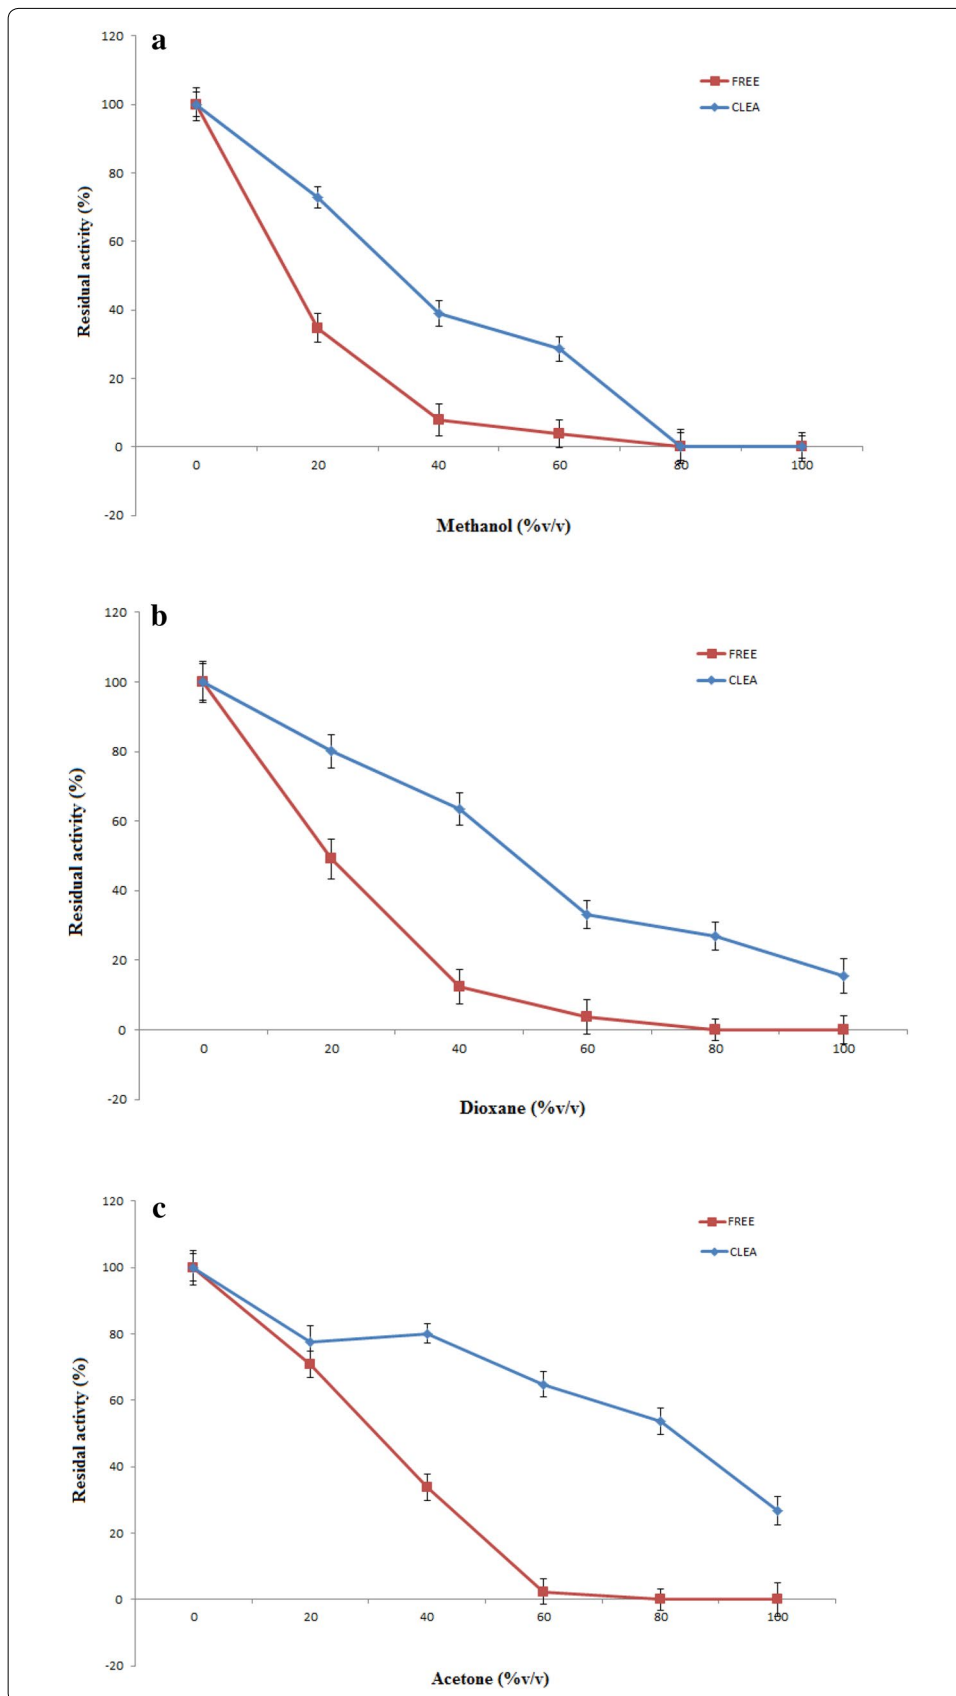 a
120
100
80
60
40
20
0
-20
Residual activity (%)
FREE
CLEA
0 20 40 60 80 100
Methanol (%v/v)
b
120
100
80
60
40
20
0
-20
Residual activity (%)
FREE
CLEA
0 20 40 60 80 100
Dioxane (%v/v)
c
120
100
80
60
40
20
0
-20
Residal activty (%)
FREE
CLEA
0 20 40 60 80 100
Acetone (%v/v)